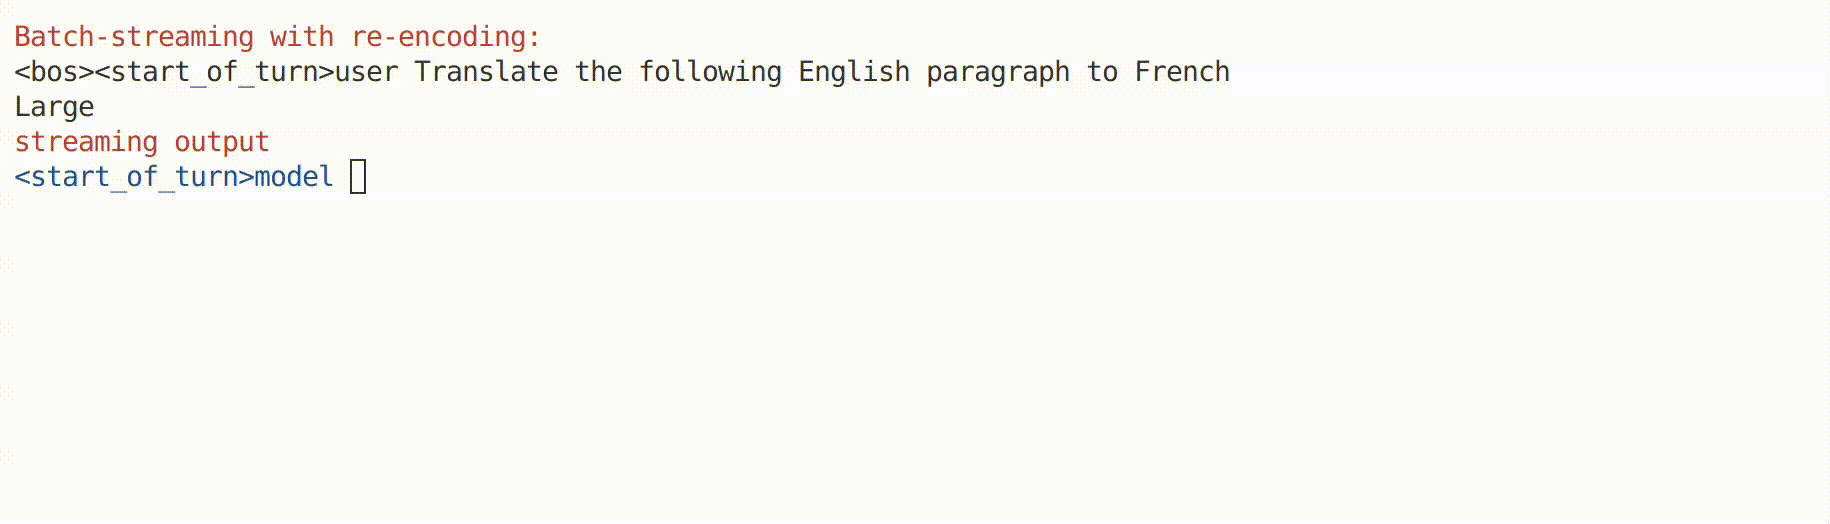 Batch-streaming with re-encoding:
<bos><start_of_turn>user Translate the following English paragraph to French
Large
streaming output
<start_of_turn>model